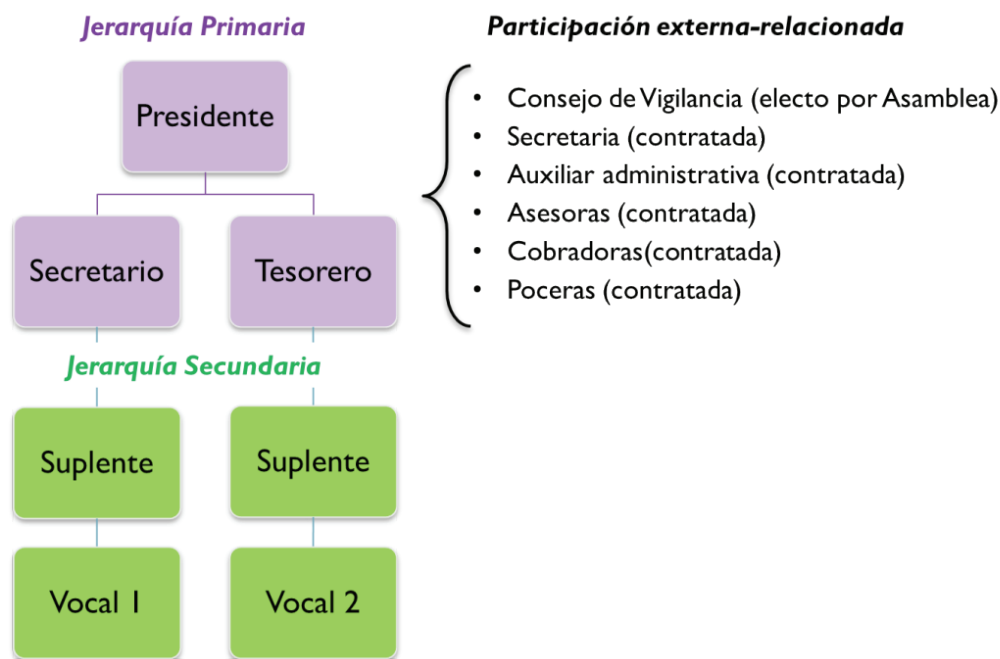 Jerarquía Primaria
Presidente
Secretario
Tesorero
Jerarquía Secundaria
Suplente
Suplente
Vocal 1
Vocal 2
Participación externa-relacionada
• Consejo de Vigilancia (electo por Asamblea)
• Secretaria (contratada)
• Auxiliar administrativa (contratada)
• Asesoras (contratada)
• Cobradoras(contratada)
• Poceras (contratada)